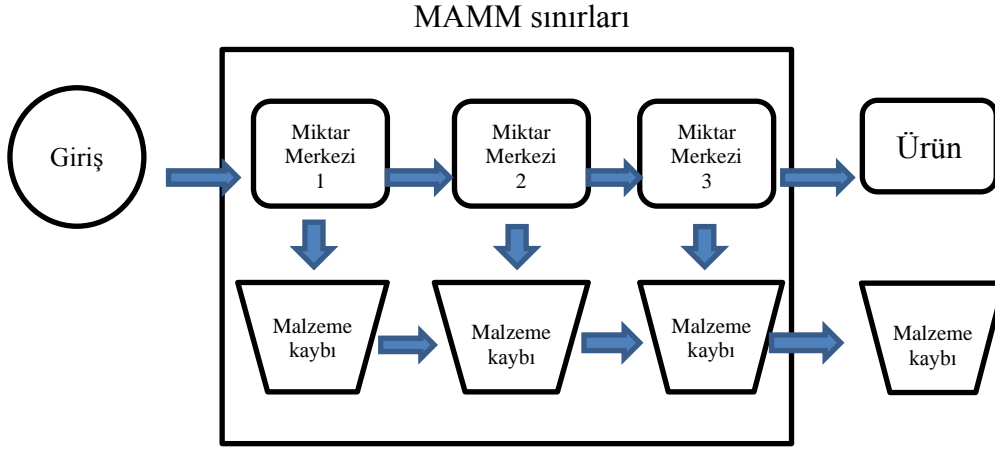 MAMM sınırları
Giriş
Miktar
Merkezi
1
Miktar
Merkezi
2
Miktar
Merkezi
3
Ürün
Malzeme
kaybı
Malzeme
kaybı
Malzeme
kaybı
Malzeme
kaybı